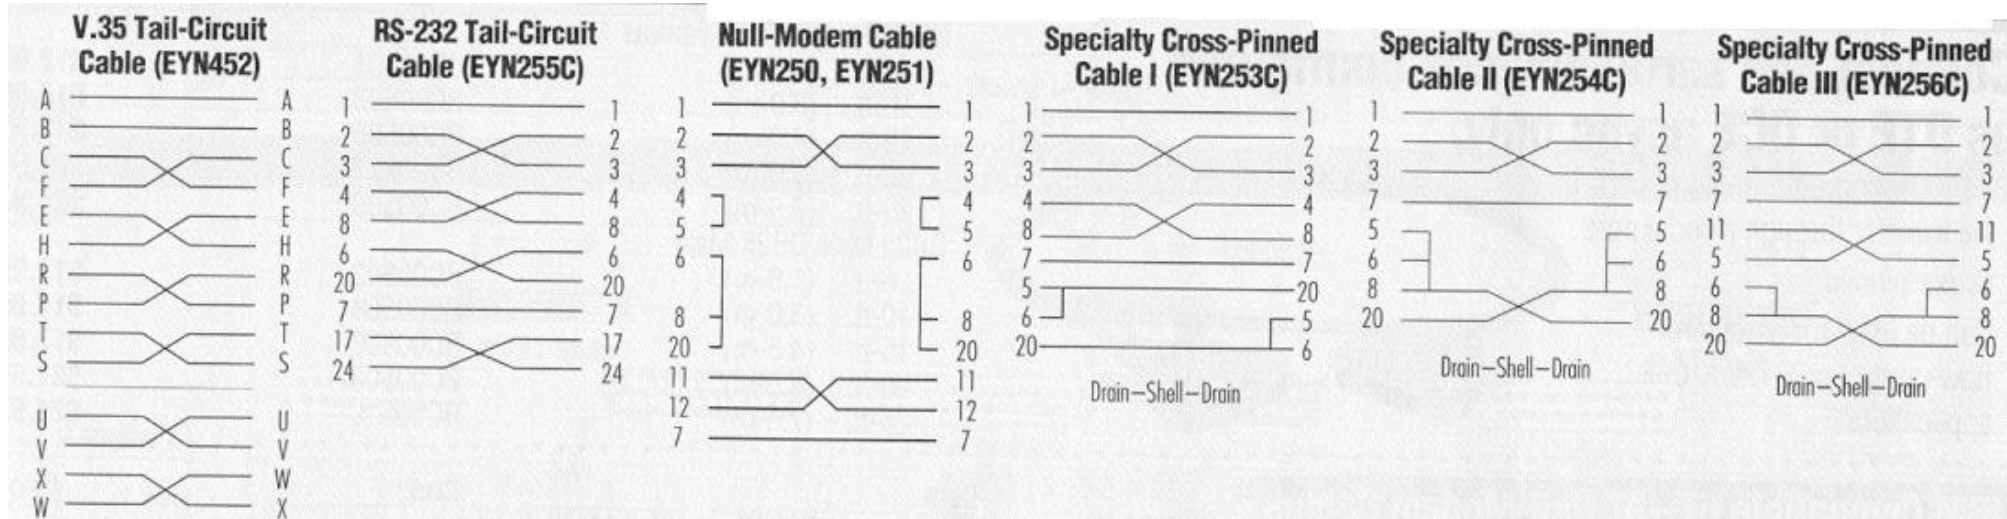 V.35 Tail-Circuit
Cable (EYN452)
A A
B B
C C
F F
E E
H H
R R
P P
T T
S S
U U
V V
X W
W X
RS-232 Tail-Circuit
Cable (EYN255C)
1 1
2 2
3 3
4 4
8 8
6 6
20 20
7 7
17 17
24 24
Null-Modem Cable
(EYN250, EYN251)
1 1
2 2
3 3
4 4
5 5
6 6
8 8
20 20
11 11
12 12
7 7
Specialty Cross-Pinned
Cable I (EYN253C)
1 1
2 2
3 3
4 4
8 8
7 7
5 20
6 5
20 6
Drain–Shell–Drain
Specialty Cross-Pinned
Cable II (EYN254C)
1 1
2 2
3 3
7 7
5 5
6 6
8 8
20 20
Drain–Shell–Drain
Specialty Cross-Pinned
Cable III (EYN256C)
1 1
2 2
3 3
7 7
11 11
5 5
6 6
8 8
20 20
Drain–Shell–Drain